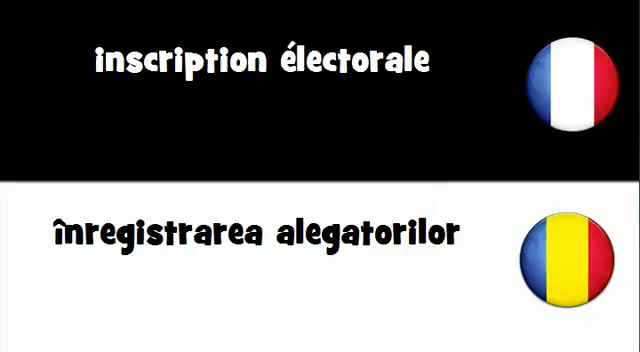 inscription électorale
înregistrarea alegatorilor